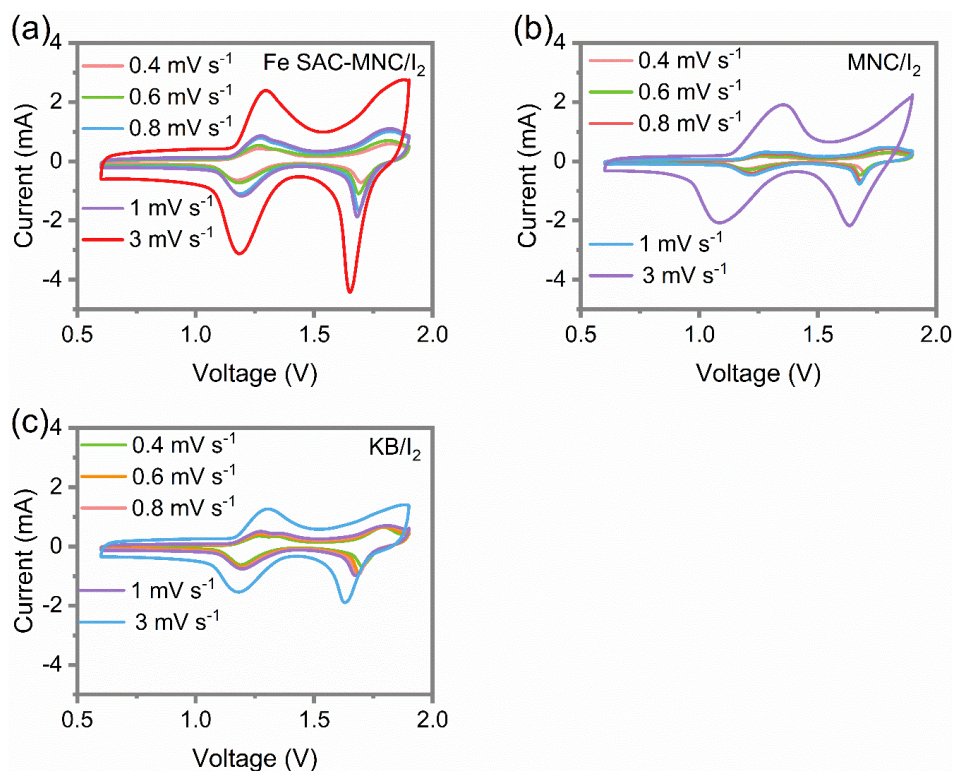 (a)
4
2
0
-2
-4
0.5 1.0 1.5 2.0
Current (mA)
Voltage (V)
Fe SAC-MNC/I₂
0.4 mV s⁻¹
0.6 mV s⁻¹
0.8 mV s⁻¹
1 mV s⁻¹
3 mV s⁻¹
(b)
4
2
0
-2
-4
0.5 1.0 1.5 2.0
Current (mA)
Voltage (V)
MNC/I₂
0.4 mV s⁻¹
0.6 mV s⁻¹
0.8 mV s⁻¹
1 mV s⁻¹
3 mV s⁻¹
(c)
4
2
0
-2
-4
0.5 1.0 1.5 2.0
Current (mA)
Voltage (V)
KB/I₂
0.4 mV s⁻¹
0.6 mV s⁻¹
0.8 mV s⁻¹
1 mV s⁻¹
3 mV s⁻¹